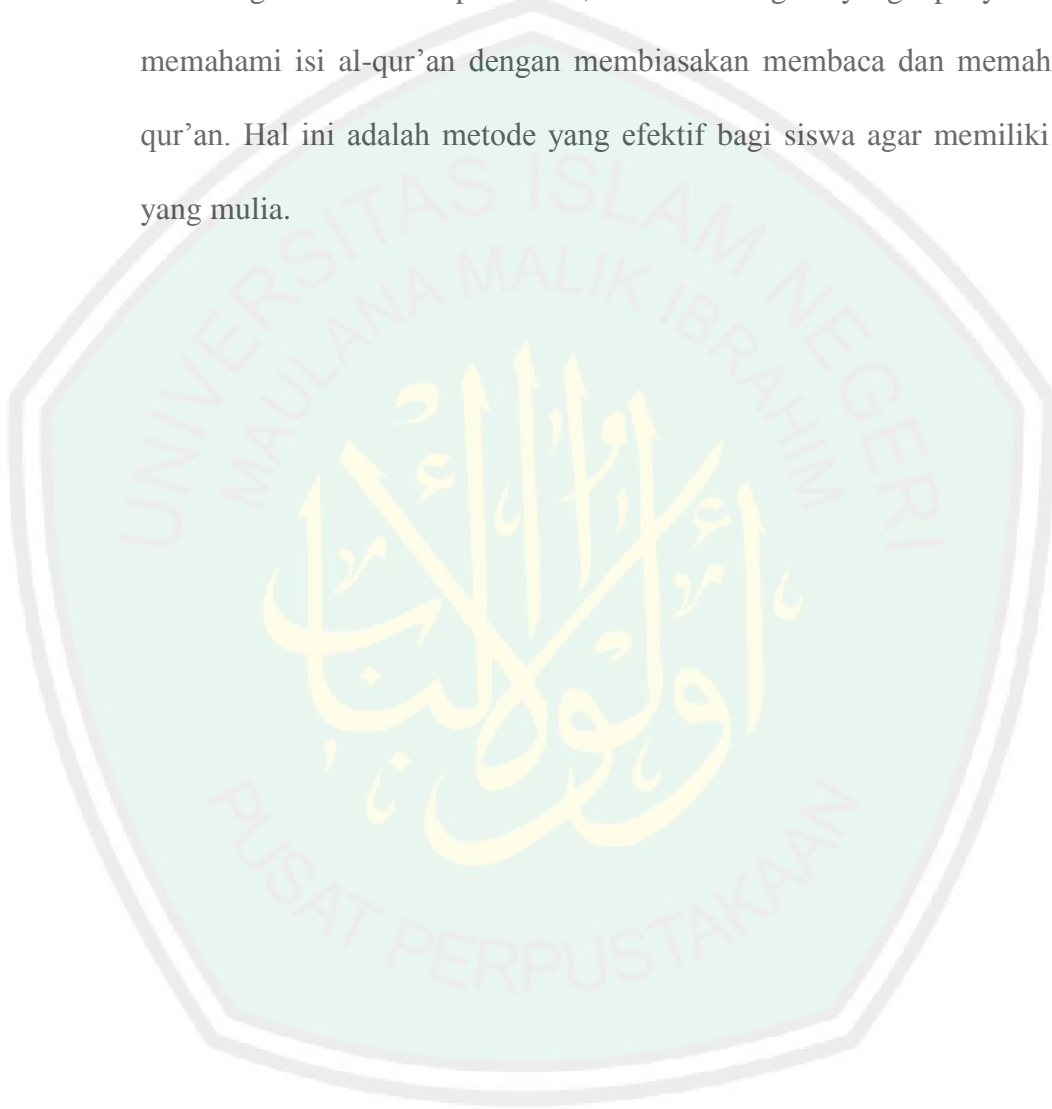 memahami isi al-qur’an dengan membiasakan membaca dan memah
qur’an. Hal ini adalah metode yang efektif bagi siswa agar memiliki
yang mulia.
UNIVERSITAS ISLAM NEGERI
MAULANA MALIK IBRAHIM
أولوا الألباب
PUSAT PERPUSTAKAAN